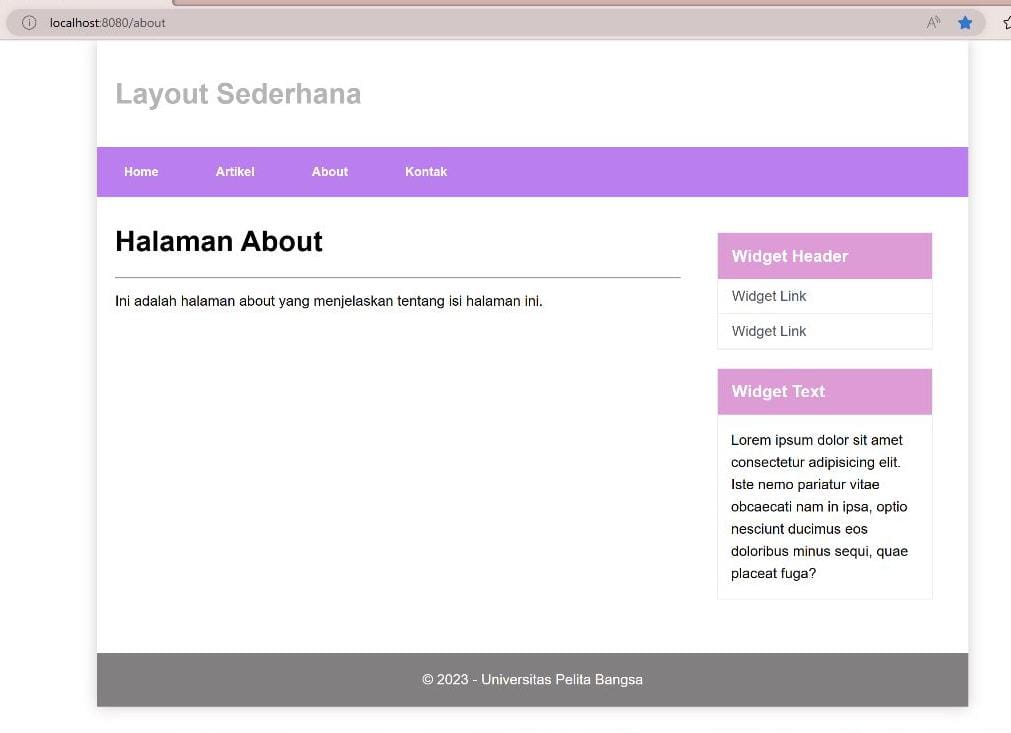 localhost:8080/about
Layout Sederhana
Home Artikel About Kontak
Halaman About
Ini adalah halaman about yang menjelaskan tentang isi halaman ini.
Widget Header
Widget Link
Widget Link
Widget Text
Lorem ipsum dolor sit amet
consectetur adipisicing elit.
Iste nemo pariatur vitae
obcaecati nam in ipsa, optio
nesciunt ducimus eos
doloribus minus sequi, quae
placeat fuga?
© 2023 - Universitas Pelita Bangsa